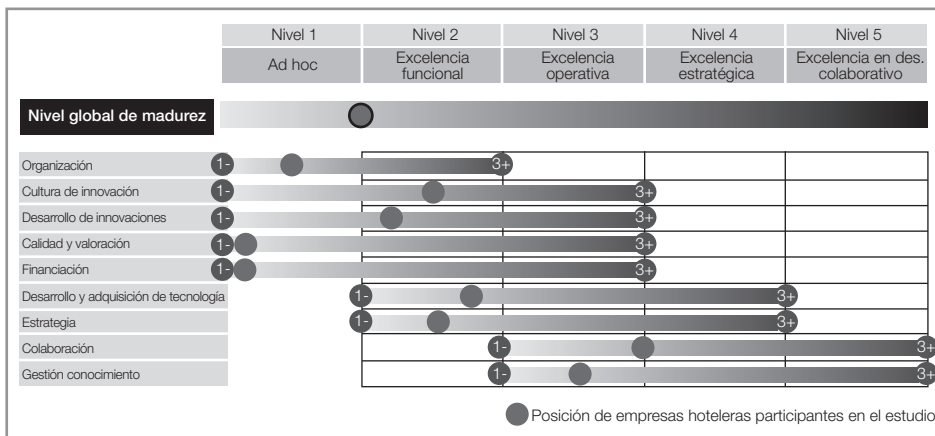 Nivel 1 Nivel 2 Nivel 3 Nivel 4 Nivel 5
Ad hoc Excelencia funcional Excelencia operativa Excelencia estratégica Excelencia en des. colaborativo
Nivel global de madurez
Organización 1- 3+
Cultura de innovación 1- 3+
Desarrollo de innovaciones 1- 3+
Calidad y valoración 1- 3+
Financiación 1- 3+
Desarrollo y adquisición de tecnología 1- 3+
Estrategia 1- 3+
Colaboración 1- 3+
Gestión conocimiento 1- 3+
Posición de empresas hoteleras participantes en el estudio